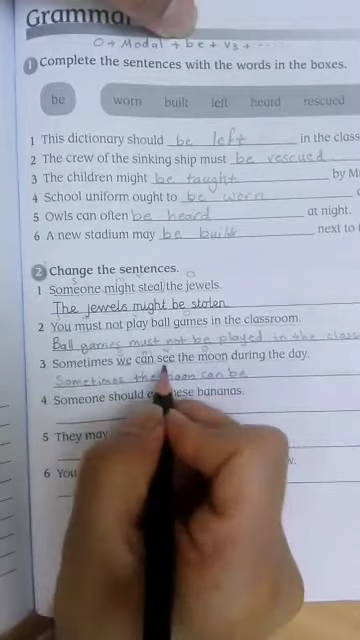 Grammar
O + Modal + be + V3 + ....
1 Complete the sentences with the words in the boxes.
be worn built left heard rescued
1 This dictionary should be left in the class
2 The crew of the sinking ship must be rescued
3 The children might be taught by M
4 School uniform ought to be worn
5 Owls can often be heard at night.
6 A new stadium may be built next to
2 Change the sentences.
1 Someone might steal the jewels.
The jewels might be stolen.
2 You must not play ball games in the classroom.
Ball games must not be played in the class
3 Sometimes we can see the moon during the day.
Sometimes the moon can be
4 Someone should these bananas.
5 They may
6 You